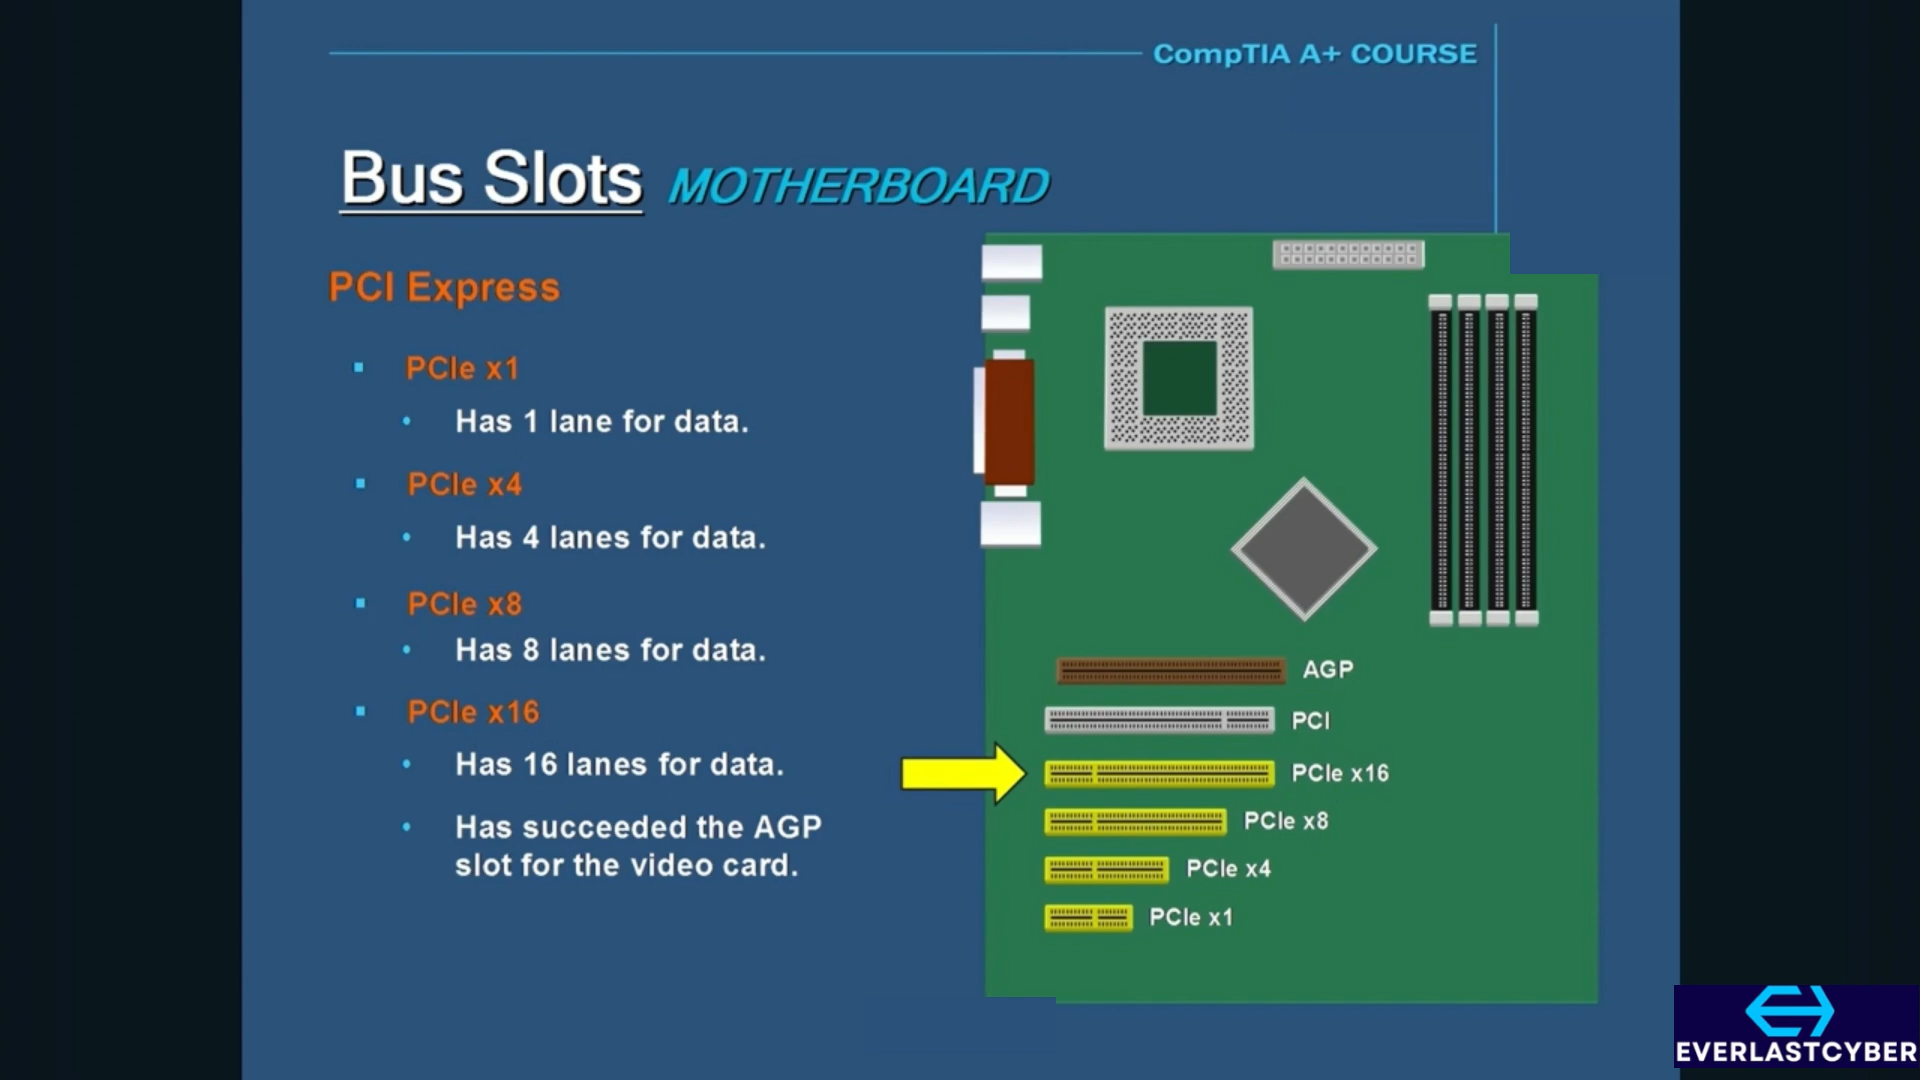 CompTIA A+ COURSE
Bus Slots MOTHERBOARD
PCI Express
PCIe x1
Has 1 lane for data.
PCIe x4
Has 4 lanes for data.
PCIe x8
Has 8 lanes for data.
PCIe x16
Has 16 lanes for data.
Has succeeded the AGP
slot for the video card.
AGP
PCI
PCIe x16
PCIe x8
PCIe x4
PCIe x1
EVERLASTCYBER